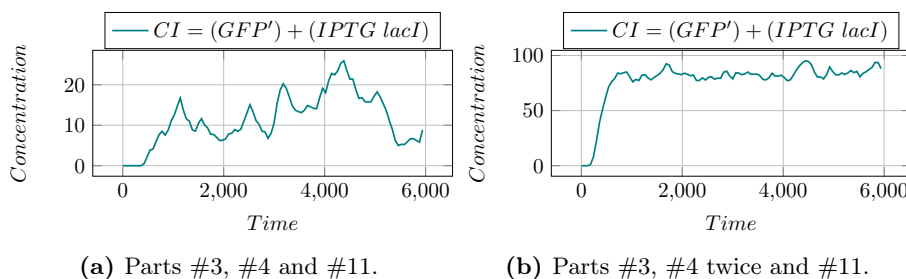 CI = (GFP′) + (IPTG lacI)
Concentration
20
10
0
0
2,000
4,000
6,000
Time
(a) Parts #3, #4 and #11.
CI = (GFP′) + (IPTG lacI)
Concentration
100
50
0
0
2,000
4,000
6,000
Time
(b) Parts #3, #4 twice and #11.